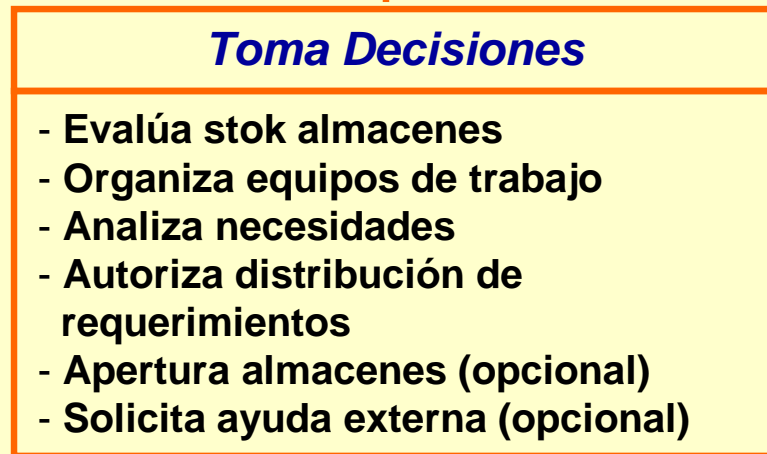 Toma Decisiones
- Evalúa stok almacenes
- Organiza equipos de trabajo
- Analiza necesidades
- Autoriza distribución de
requerimientos
- Apertura almacenes (opcional)
- Solicita ayuda externa (opcional)